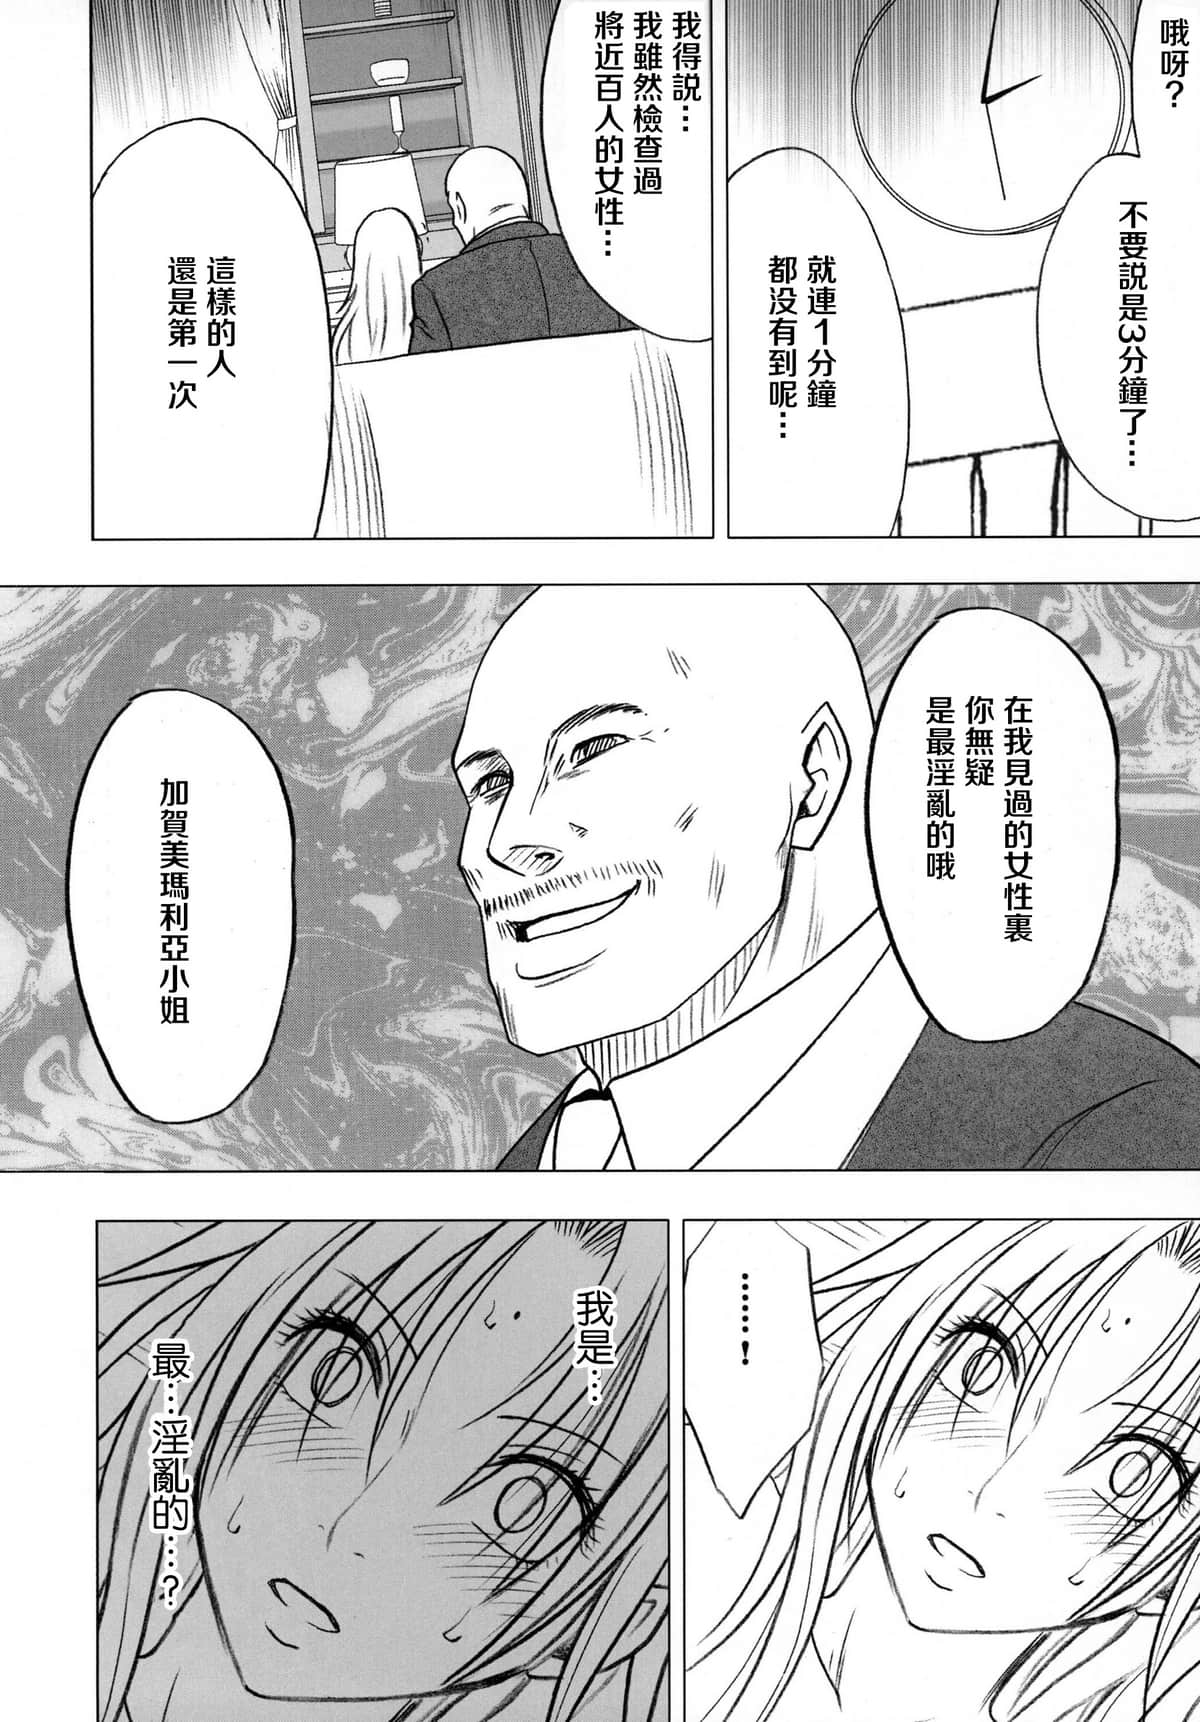 哦呀？
不要説是3分鐘了…
就連1分鐘
都没有到呢…
我得説…
我雖然檢查過
將近百人的女性…
這樣的人
還是第一次
在我見過的女性裏
你無疑
是最淫亂的哦
加賀美瑪利亞小姐
……！
我是…
最…淫亂的…？